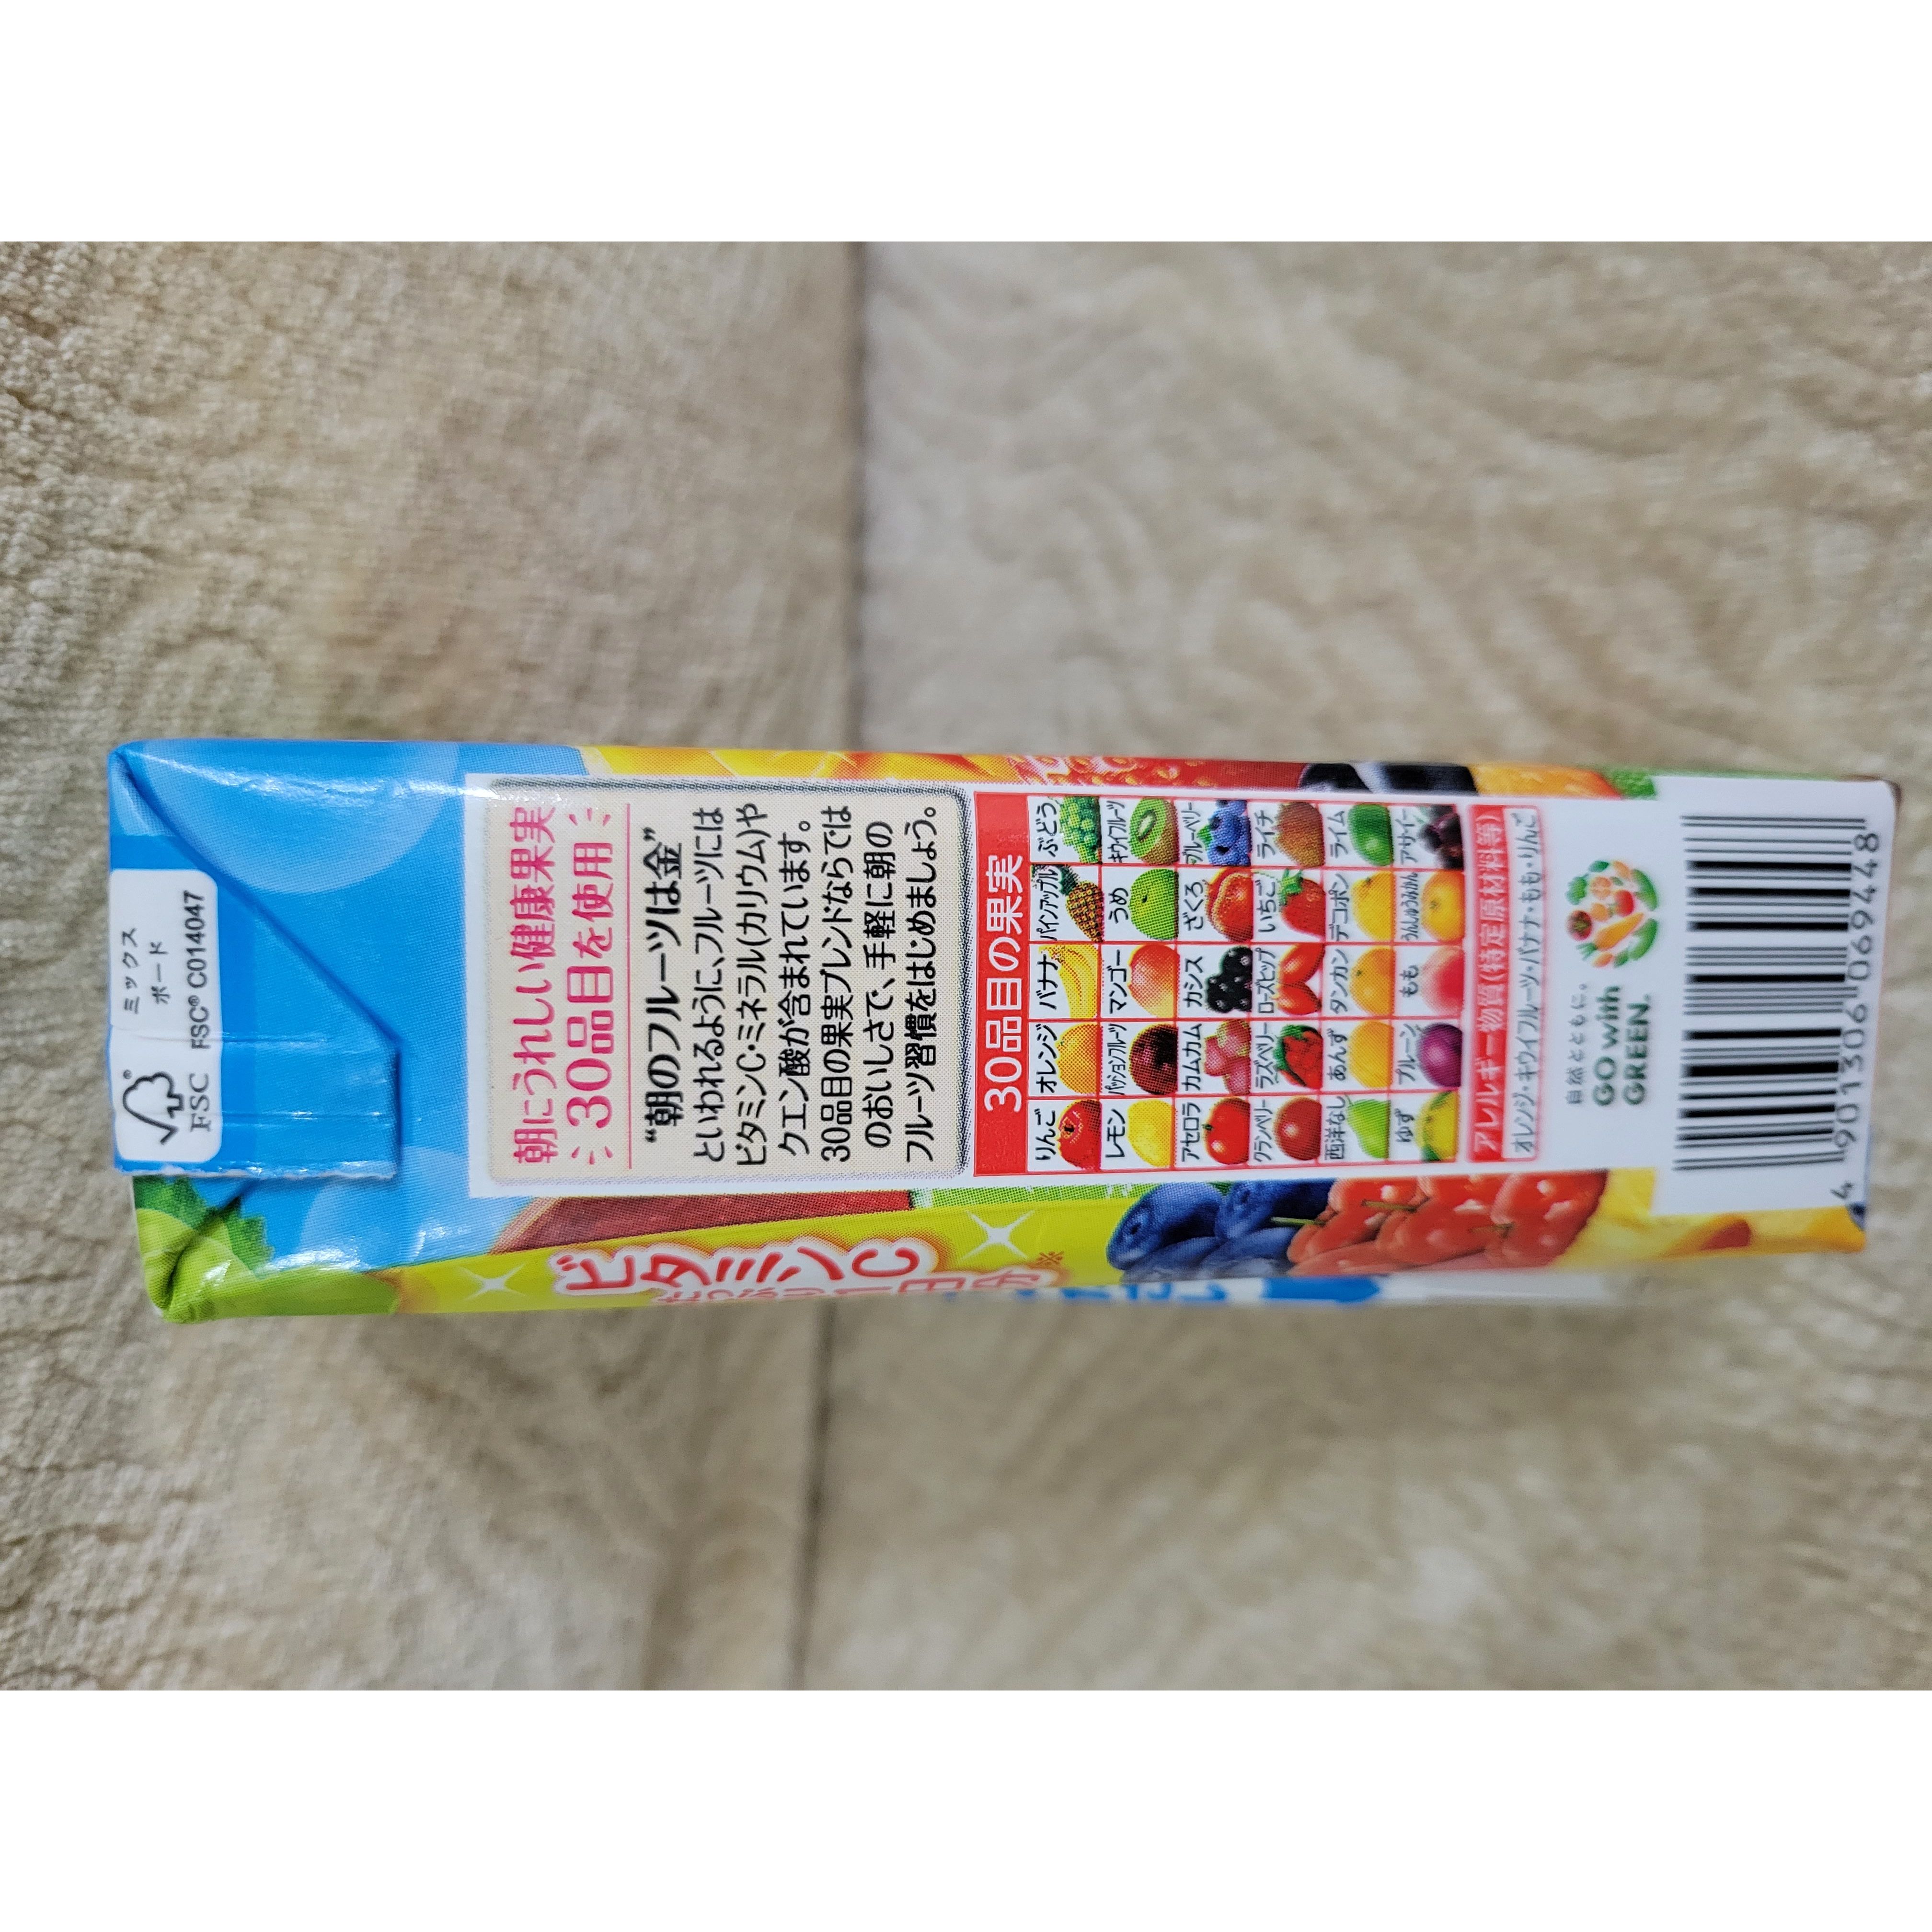 ミックス
ボード
FSC®
FSC® C014047
朝にうれしい健康果実
30品目を使用
“朝のフルーツは金”
といわれるように、フルーツには
ビタミンC・ミネラル(カリウム)や
クエン酸が含まれています。
30品目の果実ブレンドならでは
のおいしさで、手軽に朝の
フルーツ習慣をはじめましょう。
30品目の果実
りんご オレンジ バナナ パインアップル ぶどう
レモン パッションフルーツ マンゴー うめ キウイフルーツ
アセロラ カムカム カシス ざくろ ブルーベリー
クランベリー ラズベリー ローズヒップ いちご ライチ
西洋なし あんず タンカン デコポン ライム
ゆず プルーン もも うんしゅうみかん アサイー
アレルギー物質(特定原材料等)
オレンジ・キウイフルーツ・バナナ・もも・りんご
自然とともに。
GO with
GREEN.
4 901306 069448
ビタミンC